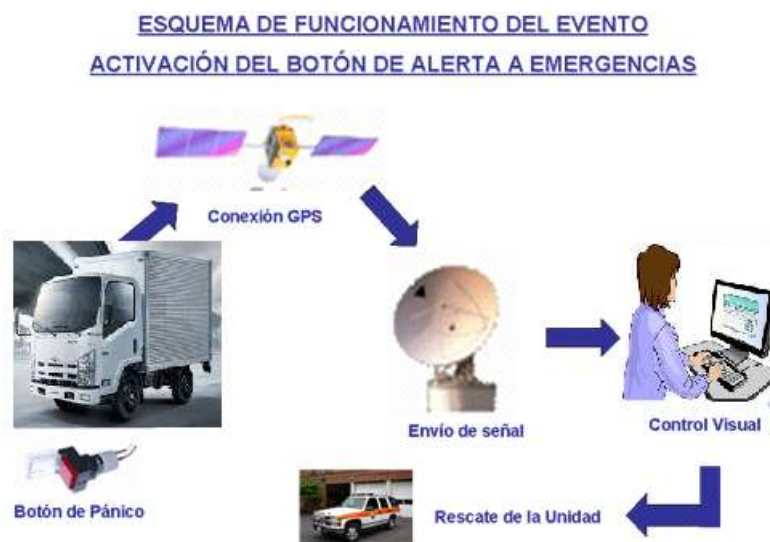 ESQUEMA DE FUNCIONAMIENTO DEL EVENTO
ACTIVACIÓN DEL BOTÓN DE ALERTA A EMERGENCIAS
Conexión GPS
Envío de señal
Control Visual
Botón de Pánico
Rescate de la Unidad